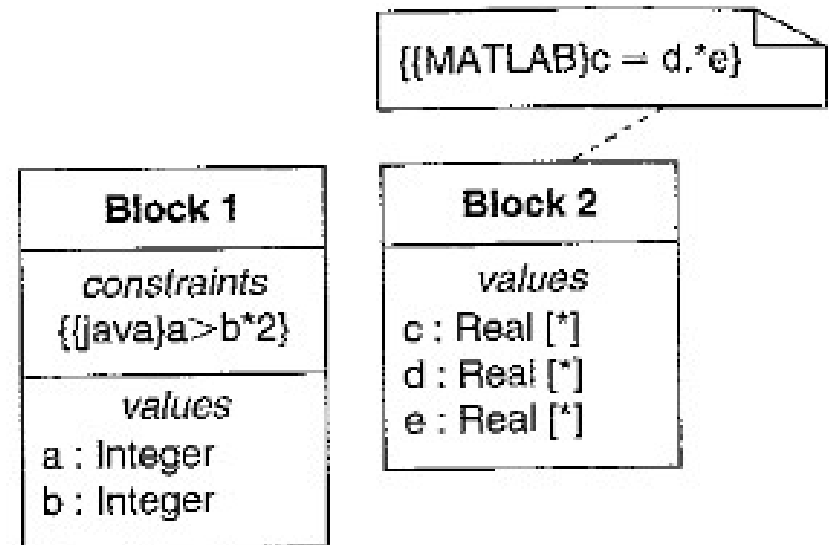 {{MATLAB}c = d.*e}
Block 1
constraints
{{java}a>b*2}
values
a : Integer
b : Integer
Block 2
values
c : Real [*]
d : Real [*]
e : Real [*]